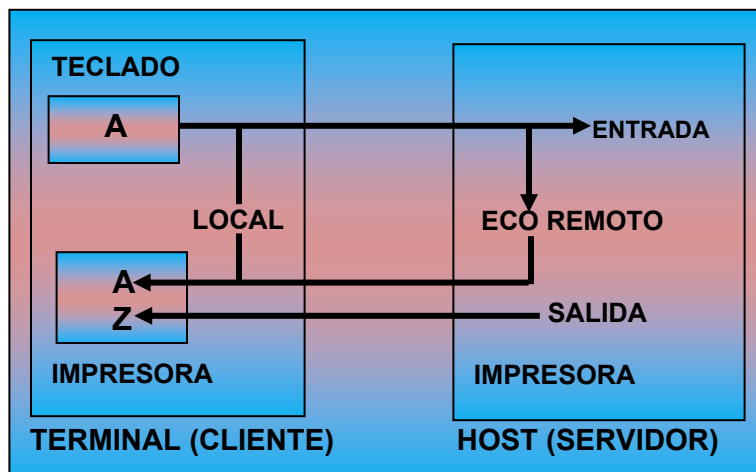 TECLADO
A
ENTRADA
LOCAL
ECO REMOTO
A
Z
SALIDA
IMPRESORA
IMPRESORA
TERMINAL (CLIENTE)
HOST (SERVIDOR)